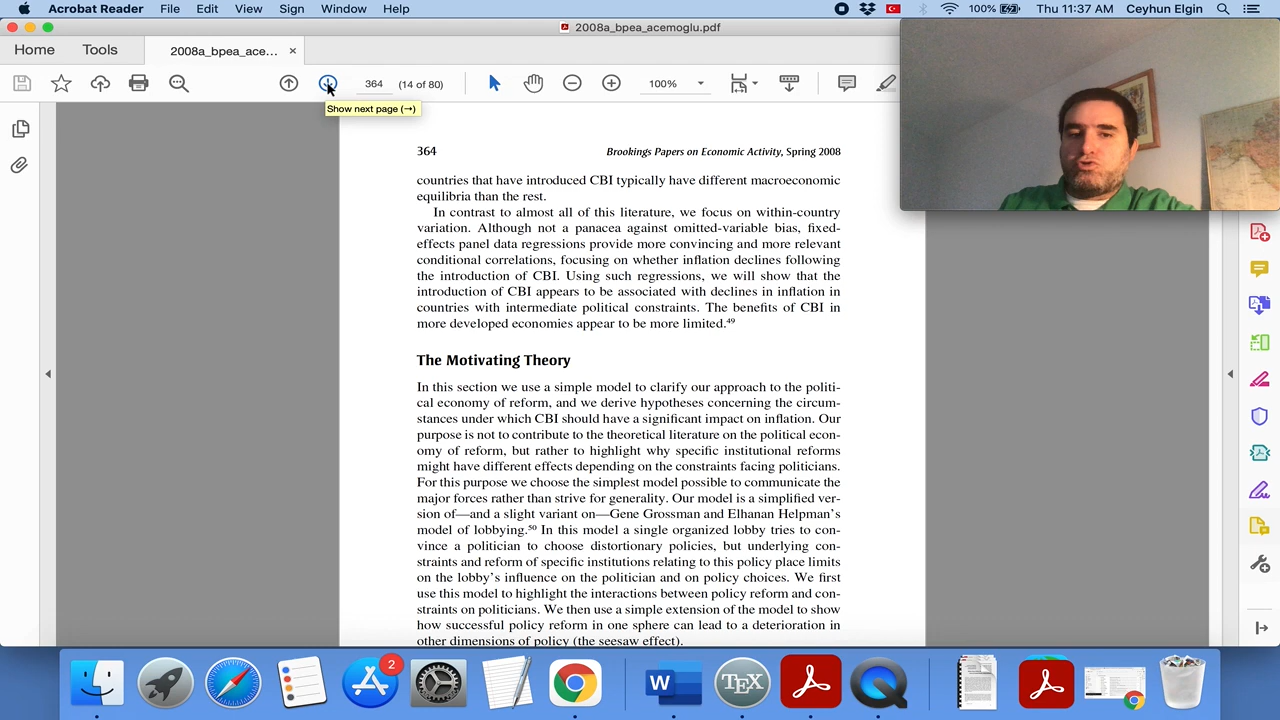 Acrobat Reader File Edit View Sign Window Help 100% Thu 11:37 AM Ceyhun Elgin
2008a_bpea_acemoglu.pdf
Home Tools 2008a_bpea_ace... ×
364 (14 of 80) 100%
Show next page (→)
364 Brookings Papers on Economic Activity, Spring 2008
countries that have introduced CBI typically have different macroeconomic
equilibria than the rest.
In contrast to almost all of this literature, we focus on within-country
variation. Although not a panacea against omitted-variable bias, fixed-
effects panel data regressions provide more convincing and more relevant
conditional correlations, focusing on whether inflation declines following
the introduction of CBI. Using such regressions, we will show that the
introduction of CBI appears to be associated with declines in inflation in
countries with intermediate political constraints. The benefits of CBI in
more developed economies appear to be more limited.⁴⁹
The Motivating Theory
In this section we use a simple model to clarify our approach to the politi-
cal economy of reform, and we derive hypotheses concerning the circum-
stances under which CBI should have a significant impact on inflation. Our
purpose is not to contribute to the theoretical literature on the political econ-
omy of reform, but rather to highlight why specific institutional reforms
might have different effects depending on the constraints facing politicians.
For this purpose we choose the simplest model possible to communicate the
major forces rather than strive for generality. Our model is a simplified ver-
sion of—and a slight variant on—Gene Grossman and Elhanan Helpman's
model of lobbying.⁵⁰ In this model a single organized lobby tries to con-
vince a politician to choose distortionary policies, but underlying con-
straints and reform of specific institutions relating to this policy place limits
on the lobby's influence on the politician and on policy choices. We first
use this model to highlight the interactions between policy reform and con-
straints on politicians. We then use a simple extension of the model to show
how successful policy reform in one sphere can lead to a deterioration in
other dimensions of policy (the seesaw effect).
2
W
TEX